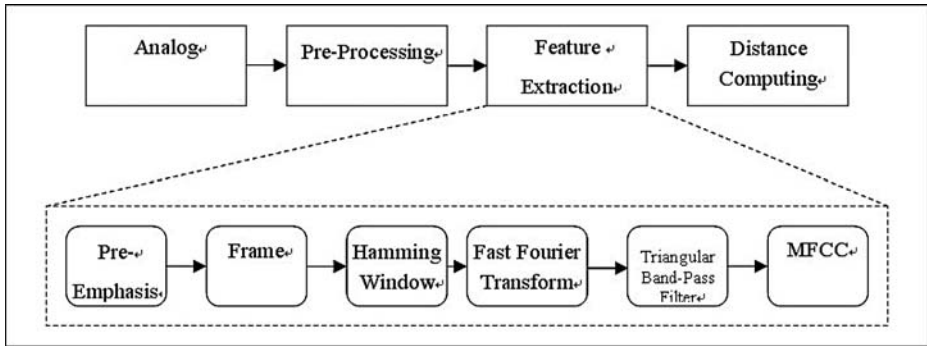 Analog
Pre-Processing
Feature
Extraction
Distance
Computing
Pre-
Emphasis
Frame
Hamming
Window
Fast Fourier
Transform
Triangular
Band-Pass
Filter
MFCC